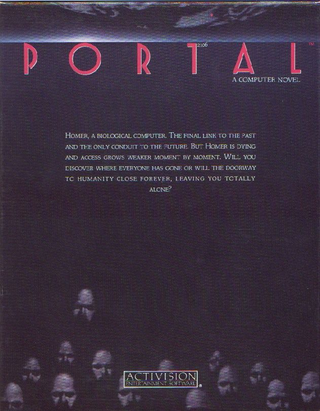 PORTAL™
A COMPUTER NOVEL
HOMER, A BIOLOGICAL COMPUTER. THE FINAL LINK TO THE PAST
AND THE ONLY CONDUIT TO THE FUTURE. BUT HOMER IS DYING
AND ACCESS GROWS WEAKER MOMENT BY MOMENT. WILL YOU
DISCOVER WHERE EVERYONE HAS GONE OR WILL THE DOORWAY
TO HUMANITY CLOSE FOREVER, LEAVING YOU TOTALLY
ALONE?
ACTIVISION
ENTERTAINMENT SOFTWARE